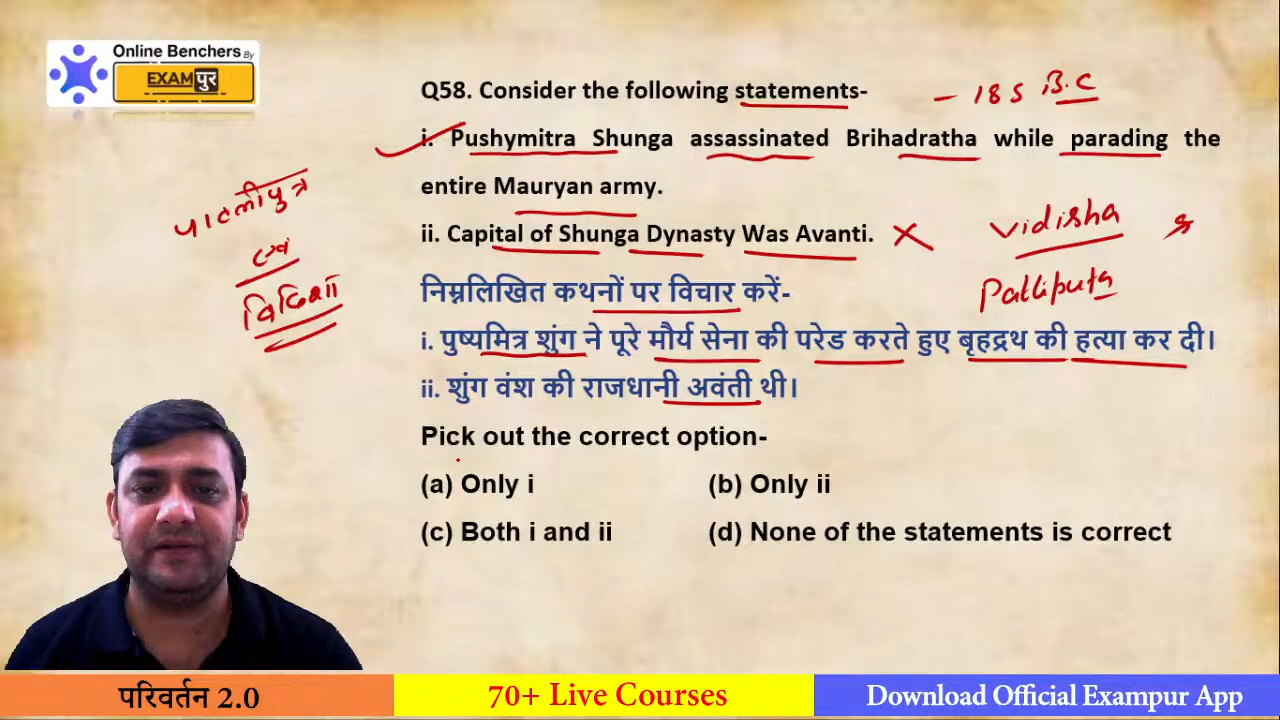 Online Benchers By
EXAMपुर
Q58. Consider the following statements-
- 185 B.C
i. Pushymitra Shunga assassinated Brihadratha while parading the
entire Mauryan army.
ii. Capital of Shunga Dynasty Was Avanti.
Vidisha
पाटलीपुत्र
एवं
विदिशा
निम्नलिखित कथनों पर विचार करें-
i. पुष्यमित्र शुंग ने पूरे मौर्य सेना की परेड करते हुए बृहद्रथ की हत्या कर दी।
ii. शुंग वंश की राजधानी अवंती थी।
Pick out the correct option-
(a) Only i (b) Only ii
(c) Both i and ii (d) None of the statements is correct
परिवर्तन 2.0 70+ Live Courses Download Official Exampur App